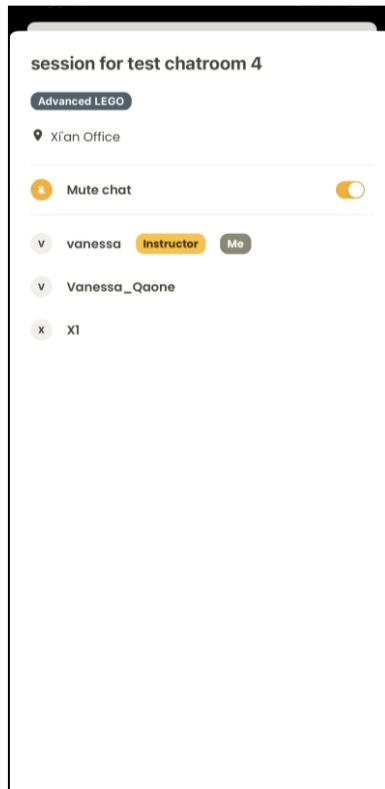 session for test chatroom 4
Advanced LEGO
Xi'an Office
Mute chat
V vanessa Instructor Me
V Vanessa_Qaone
X X1